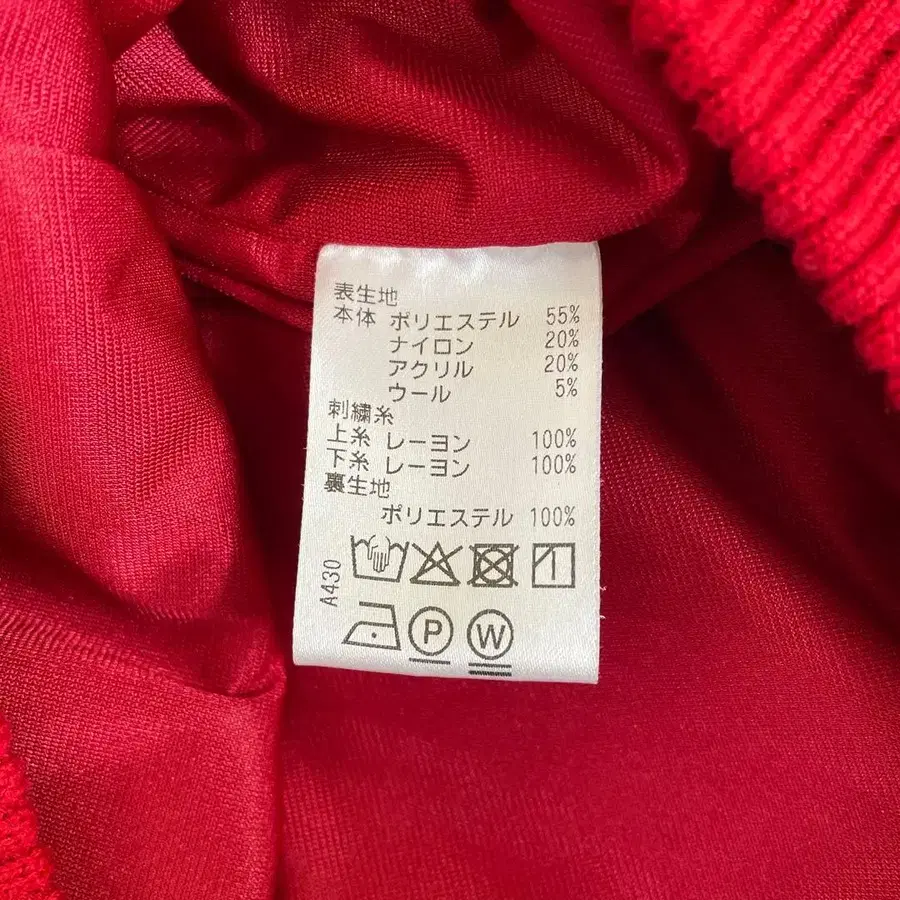 表生地
本体 ポリエステル 55%
ナイロン 20%
アクリル 20%
ウール 5%
刺繍糸
上糸 レーヨン 100%
下糸 レーヨン 100%
裏生地
ポリエステル 100%
A430
P W